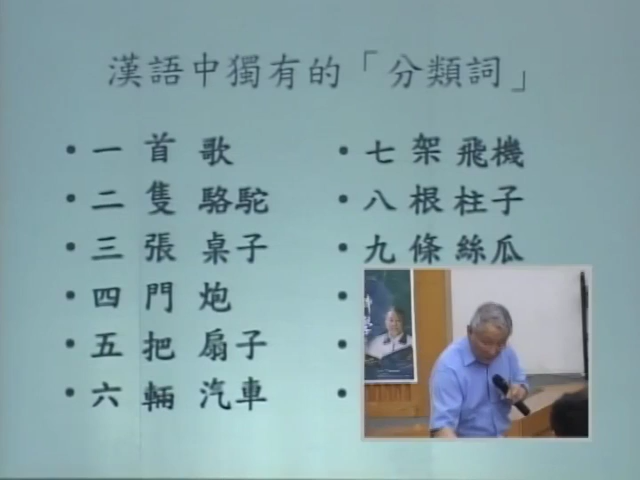 漢語中獨有的「分類詞」
• 一 首 歌
• 二 隻 駱駝
• 三 張 桌子
• 四 門 炮
• 五 把 扇子
• 六 輛 汽車
• 七 架 飛機
• 八 根 柱子
• 九 條 絲瓜